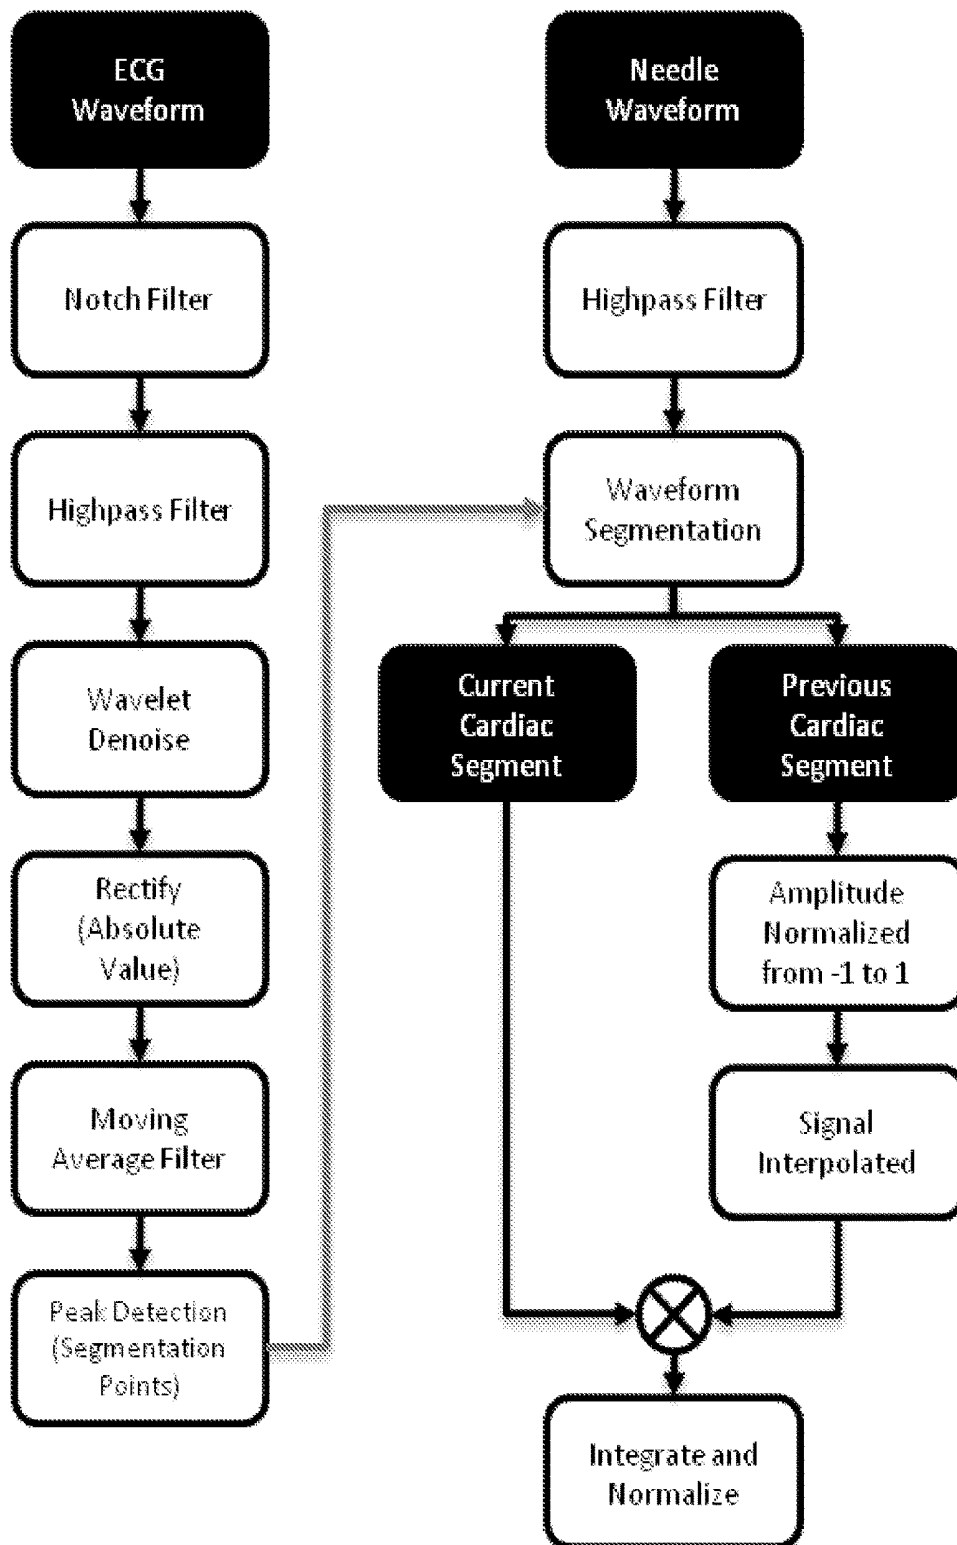 ECG
Waveform
Notch Filter
Highpass Filter
Wavelet
Denoise
Rectify
(Absolute
Value)
Moving
Average Filter
Peak Detection
(Segmentation
Points)
Needle
Waveform
Highpass Filter
Waveform
Segmentation
Current
Cardiac
Segment
Previous
Cardiac
Segment
Amplitude
Normalized
from -1 to 1
Signal
Interpolated
Integrate and
Normalize